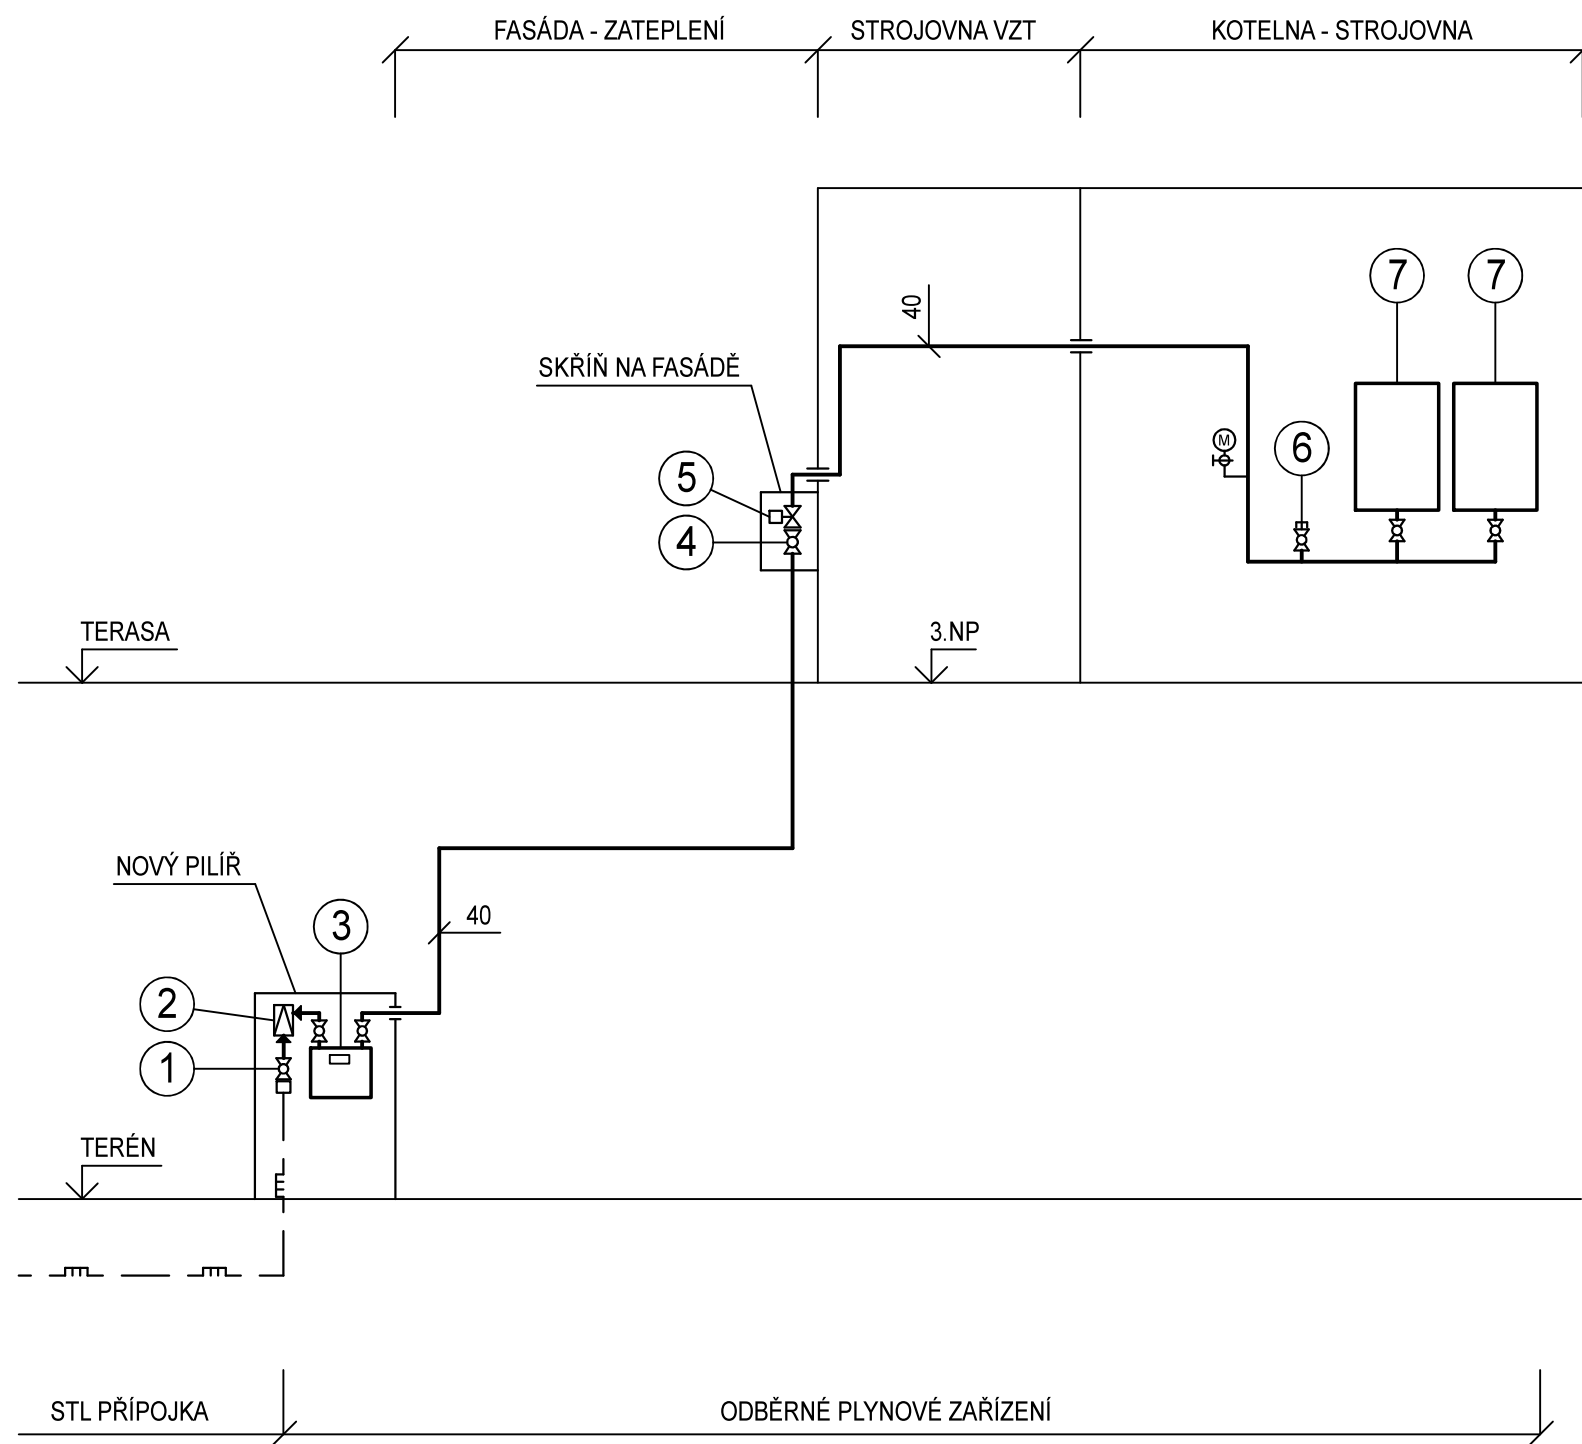 FASÁDA - ZATEPLENÍ
STROJOVNA VZT
KOTELNA - STROJOVNA
7
7
40
SKŘÍŇ NA FASÁDĚ
M
6
5
4
TERASA
3.NP
NOVÝ PILÍŘ
3
40
2
1
TERÉN
STL PŘÍPOJKA
ODBĚRNÉ PLYNOVÉ ZAŘÍZENÍ